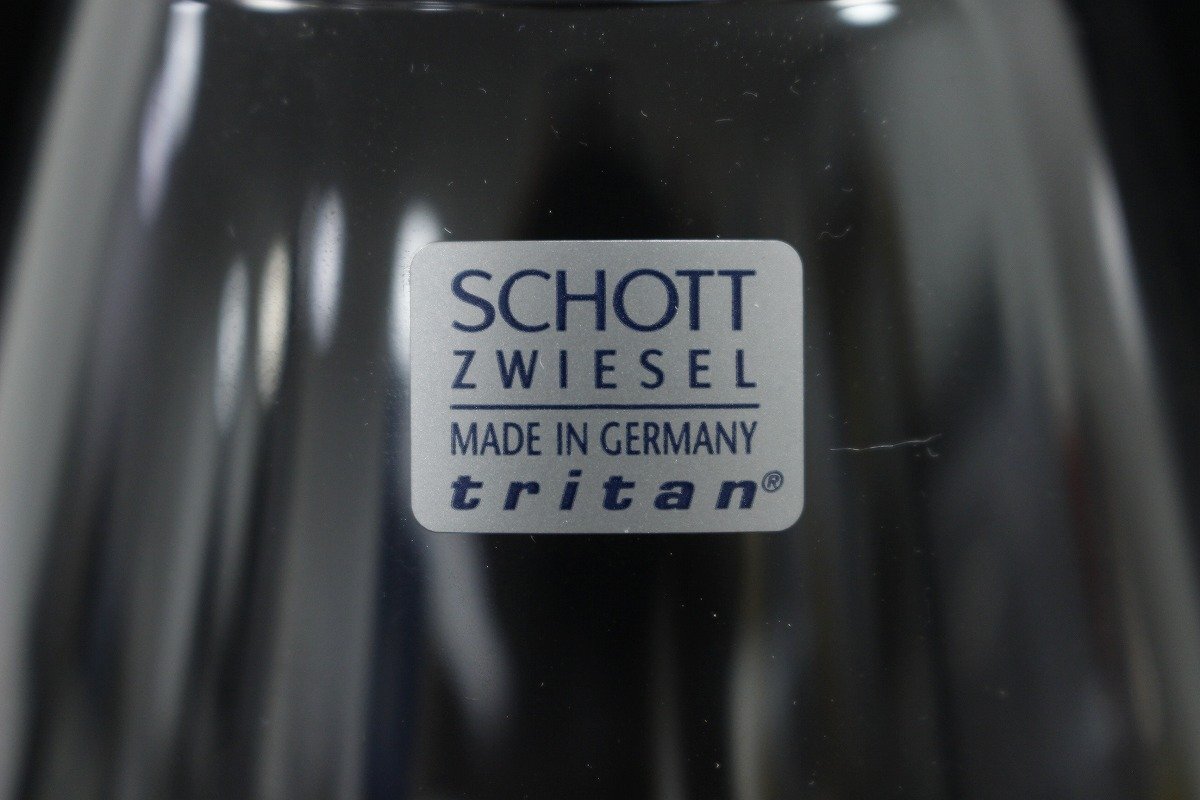 SCHOTT
ZWIESEL
MADE IN GERMANY
tritan®